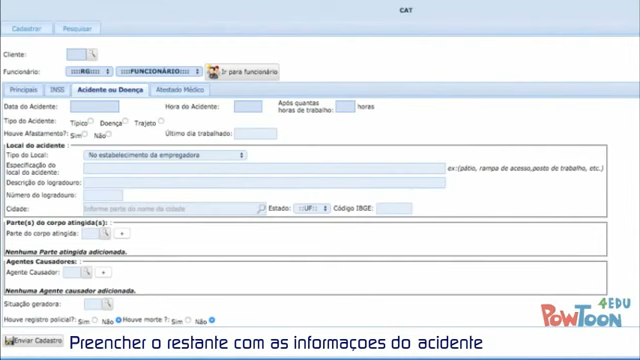 CAT
Cadastrar Pesquisar
Cliente:
Funcionário: ::::RG:::: ::::FUNCIONÁRIO:::: Ir para funcionário
Principais INSS Acidente ou Doença Atestado Médico
Data do Acidente: Hora do Acidente: Após quantas horas de trabalho: horas
Tipo do Acidente: Típico Doença Trajeto
Houve Afastamento?: Sim Não Último dia trabalhado:
Local do acidente
Tipo do Local: No estabelecimento da empregadora
Especificação do local do acidente: ex:(pátio, rampa de acesso,posto de trabalho, etc.)
Descrição do logradouro:
Número do logradouro:
Cidade: Informe parte do nome da cidade Estado: ::UF:: Código IBGE:
Parte(s) do corpo atingida(s):
Parte do corpo atingida: +
Nenhuma Parte atingida adicionada.
Agentes Causadores:
Agente Causador: +
Nenhuma Agente causador adicionada.
Situação geradora:
Houve registro policial?: Sim Não Houve morte ?: Sim Não
Enviar Cadastro
Preencher o restante com as informaçoes do acidente
POWTOON 4EDU